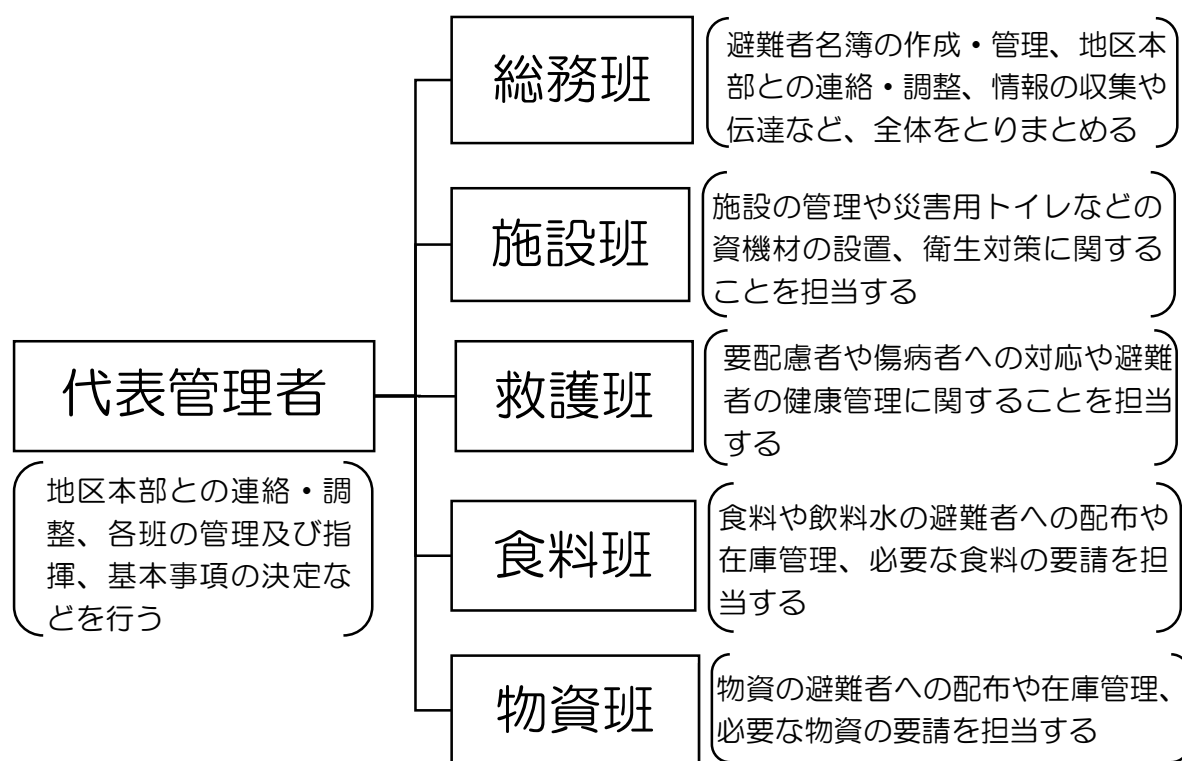 総務班
避難者名簿の作成・管理、地区本
部との連絡・調整、情報の収集や
伝達など、全体をとりまとめる
施設班
施設の管理や災害用トイレなどの
資機材の設置、衛生対策に関する
ことを担当する
代表管理者
地区本部との連絡・調
整、各班の管理及び指
揮、基本事項の決定な
どを行う
救護班
要配慮者や傷病者への対応や避難
者の健康管理に関することを担当
する
食料班
食料や飲料水の避難者への配布や
在庫管理、必要な食料の要請を担
当する
物資班
物資の避難者への配布や在庫管理、
必要な物資の要請を担当する